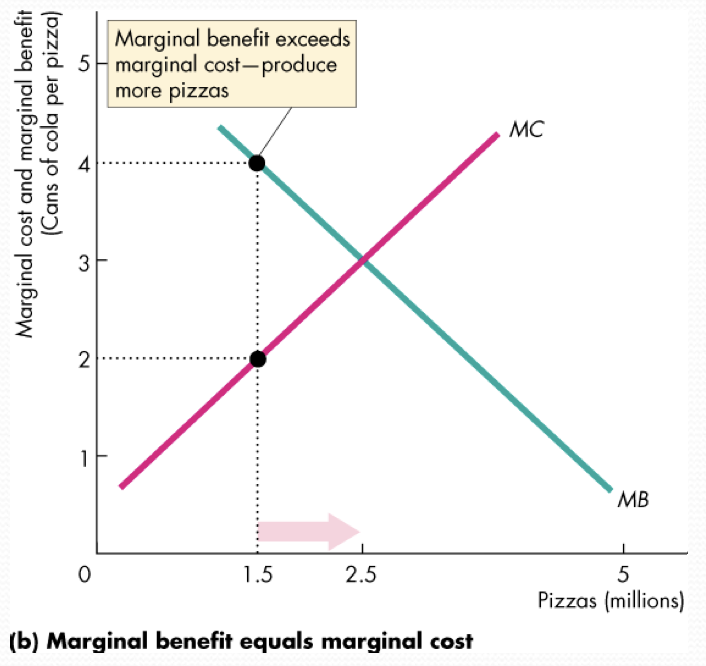 Marginal cost and marginal benefit
(Cans of cola per pizza)
5
Marginal benefit exceeds
marginal cost—produce
more pizzas
MC
4
3
2
1
MB
0
1.5
2.5
5
Pizzas (millions)
(b) Marginal benefit equals marginal cost